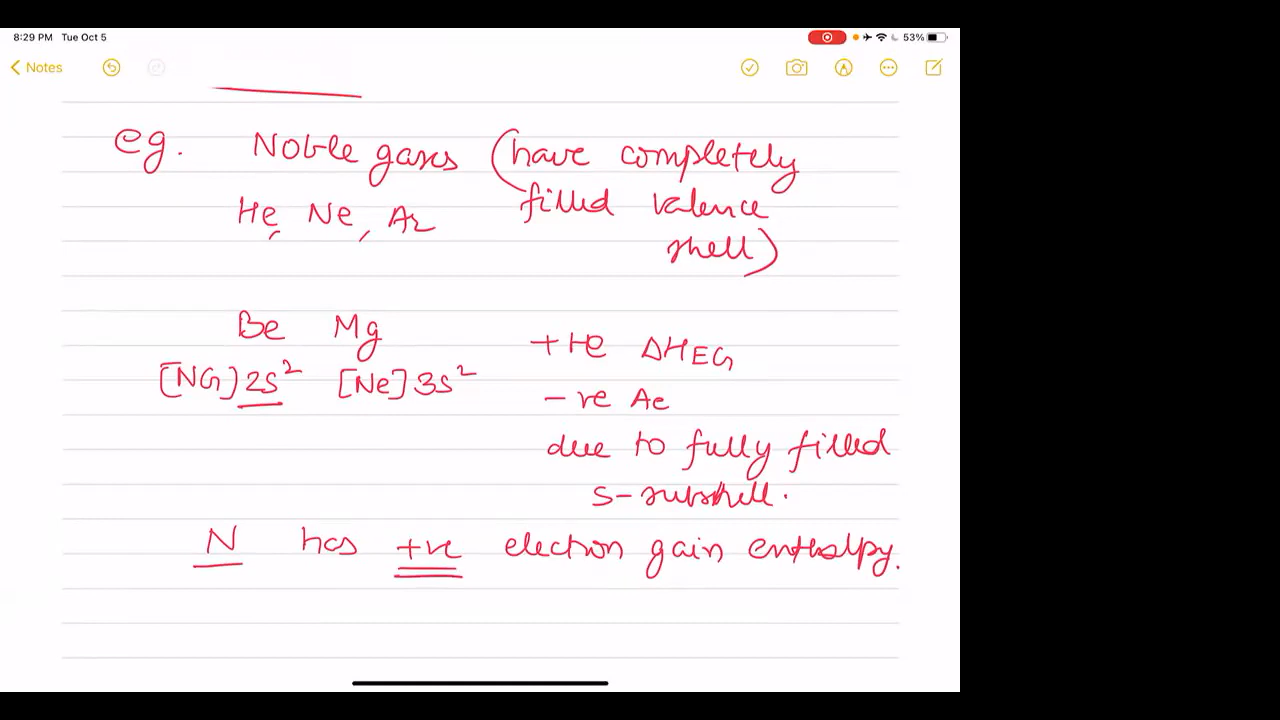 8:29 PM Tue Oct 5
53%
Notes
eg. Noble gases (have completely
filled valence
shell)
He, Ne, Ar
Be Mg
[NG] 2s² [Ne] 3s²
+ve ΔHEG
-ve Ae
due to fully filled
s-subshell.
N has +ve electron gain enthalpy.